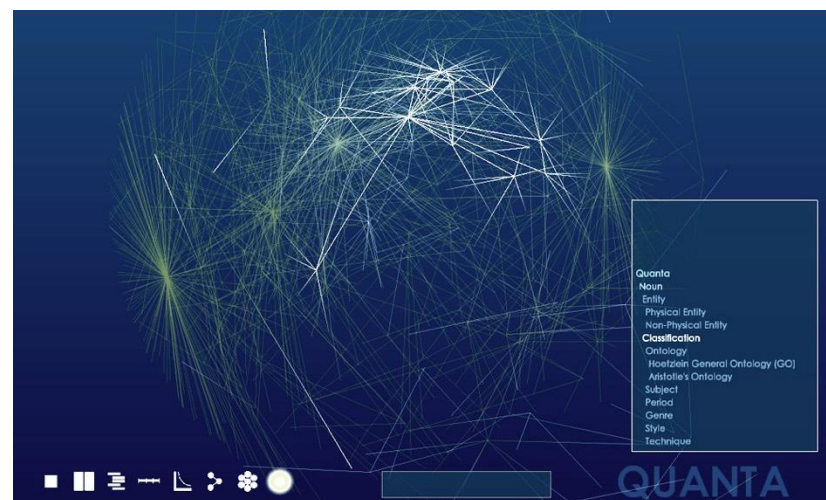 Quanta
Noun
Entity
Physical Entity
Non-Physical Entity
Classification
Ontology
Hoetzlein General Ontology (GO)
Aristotle's Ontology
Subject
Period
Genre
Style
Technique
QUANTA